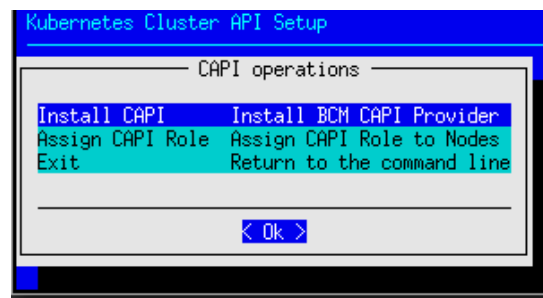 Kubernetes Cluster API Setup
CAPI operations
Install CAPI Install BCM CAPI Provider
Assign CAPI Role Assign CAPI Role to Nodes
Exit Return to the command line
< Ok >